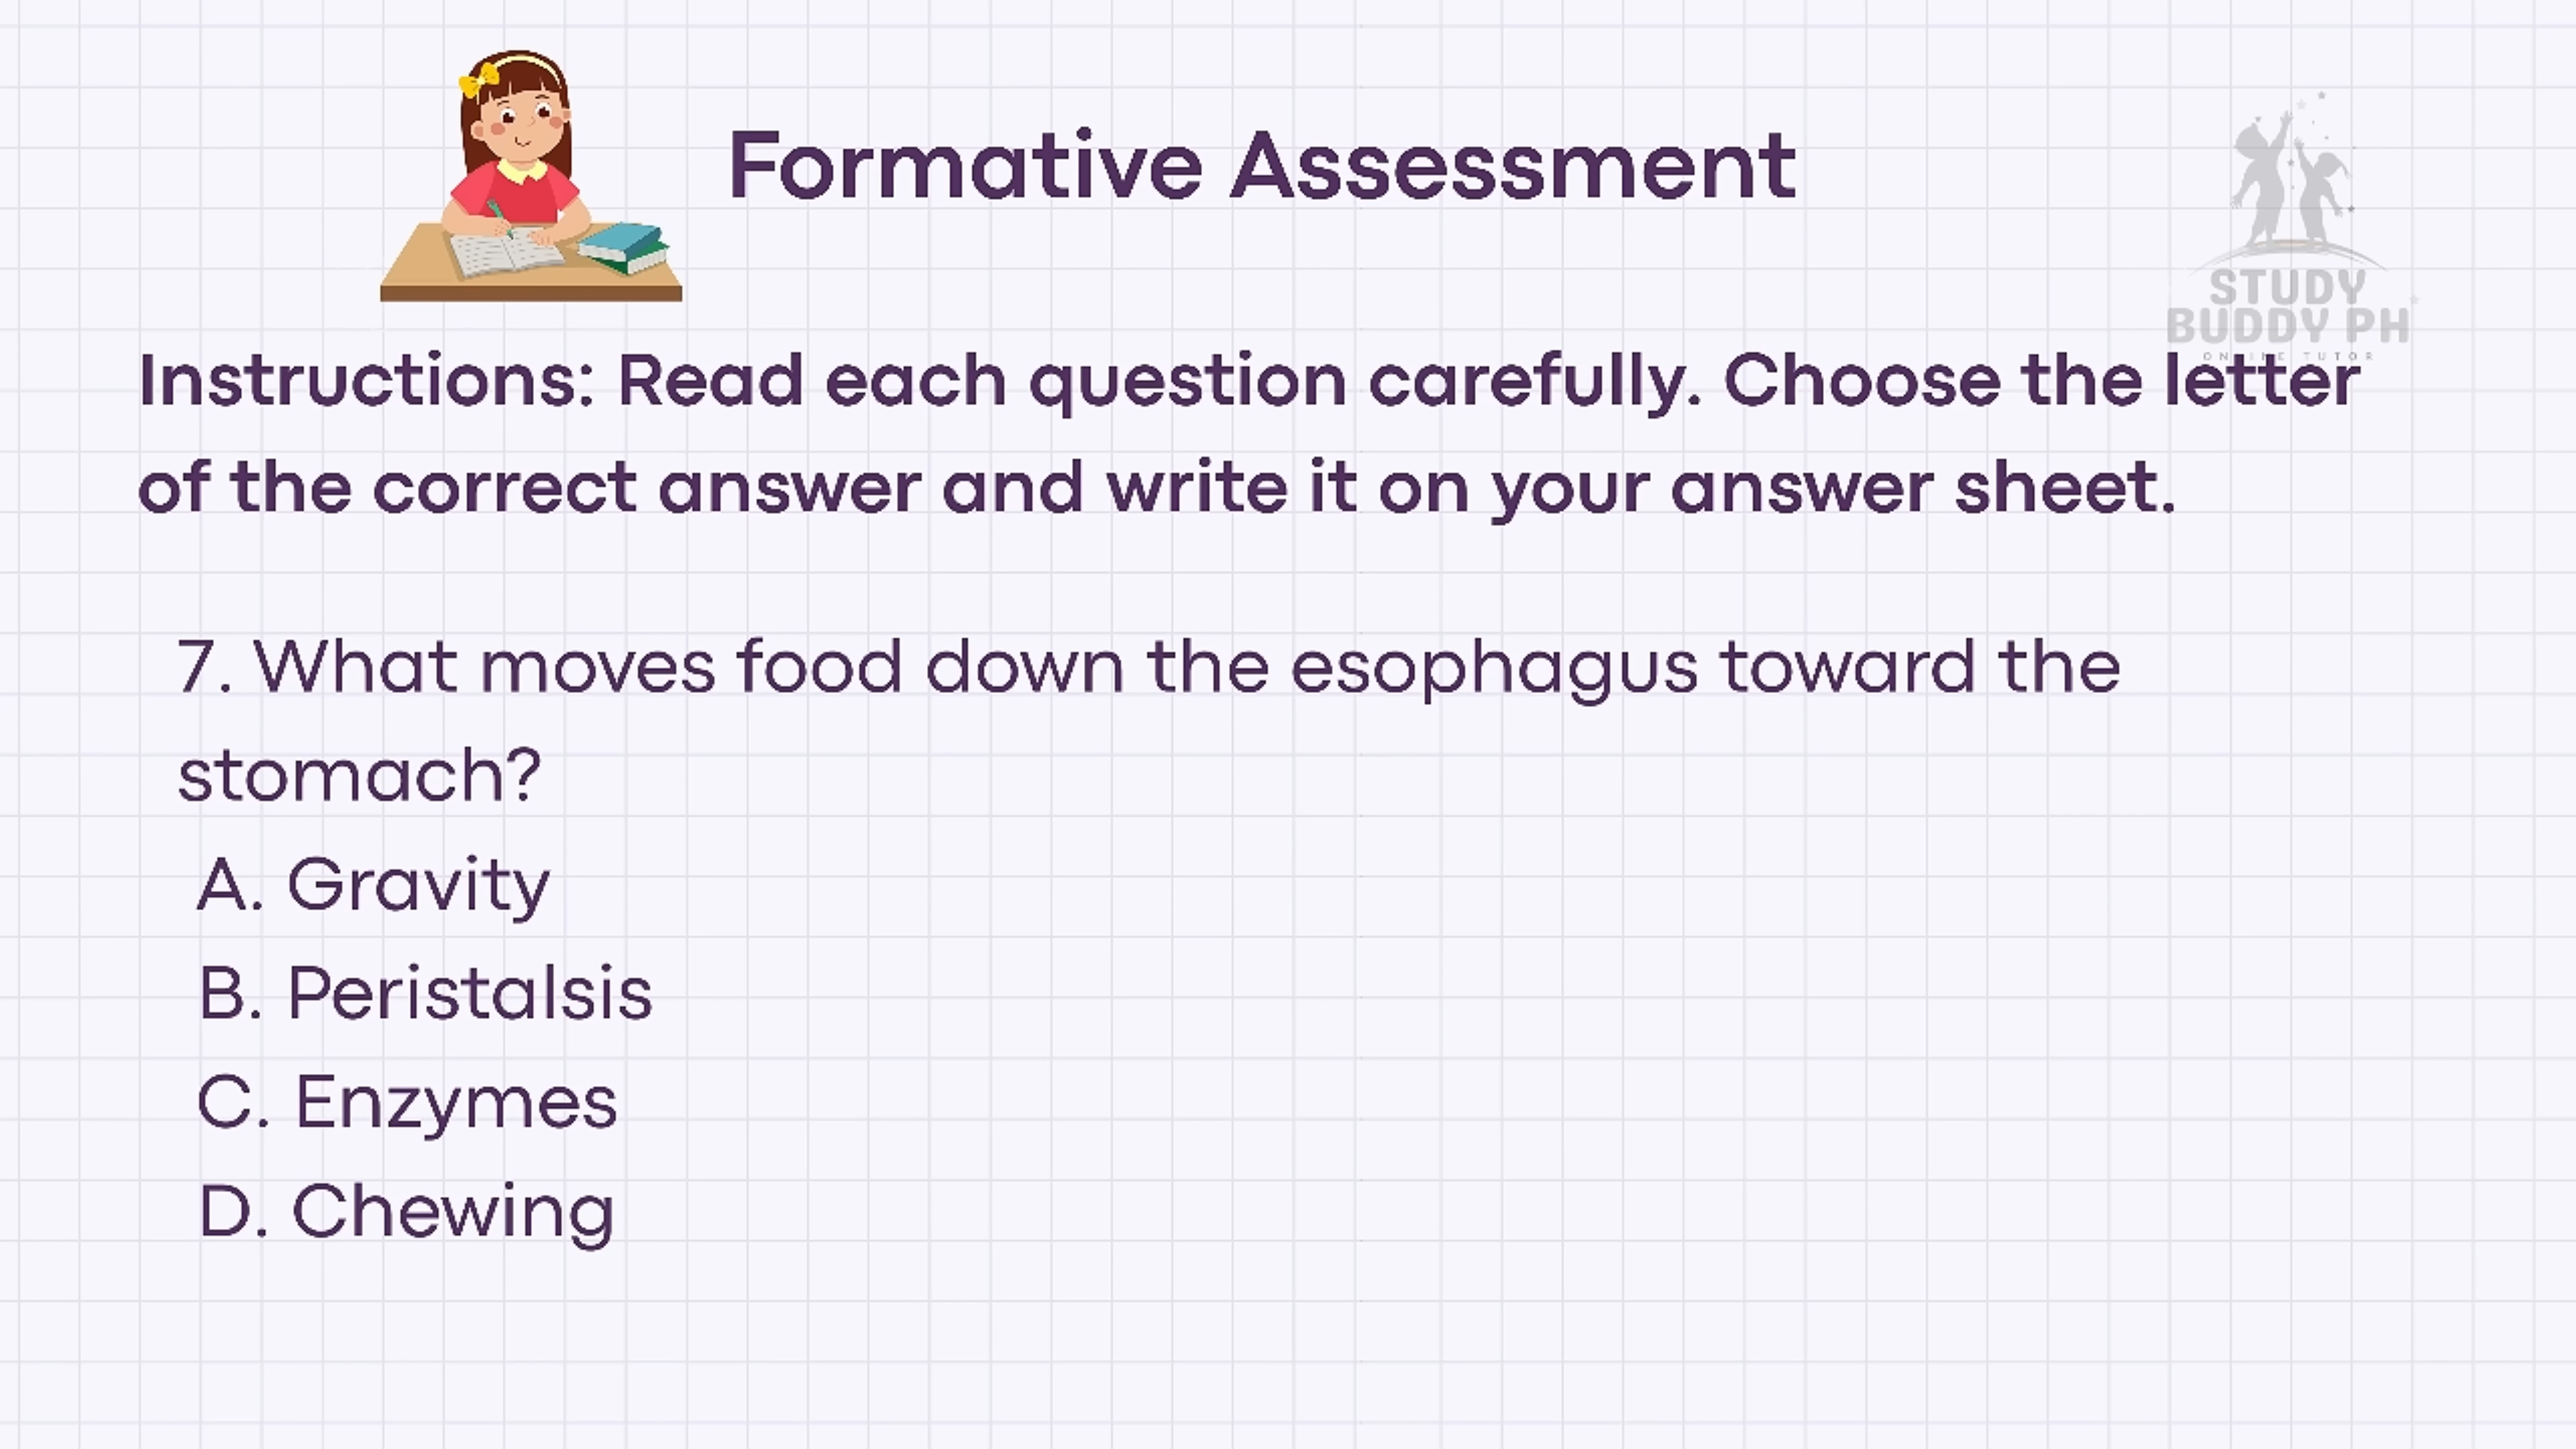 Formative Assessment
STUDY
BUDDY PH
ONLINE TUTOR
Instructions: Read each question carefully. Choose the letter
of the correct answer and write it on your answer sheet.
7. What moves food down the esophagus toward the
stomach?
A. Gravity
B. Peristalsis
C. Enzymes
D. Chewing